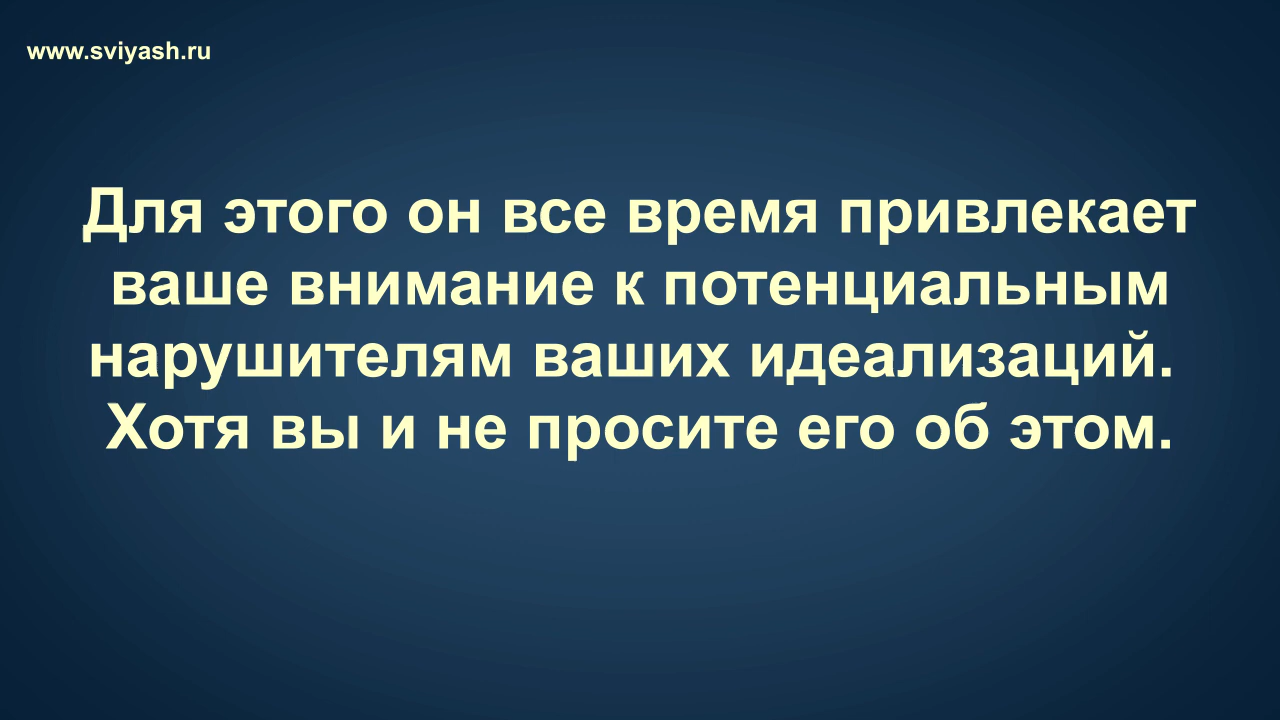 www.sviyash.ru
Для этого он все время привлекает
ваше внимание к потенциальным
нарушителям ваших идеализаций.
Хотя вы и не просите его об этом.